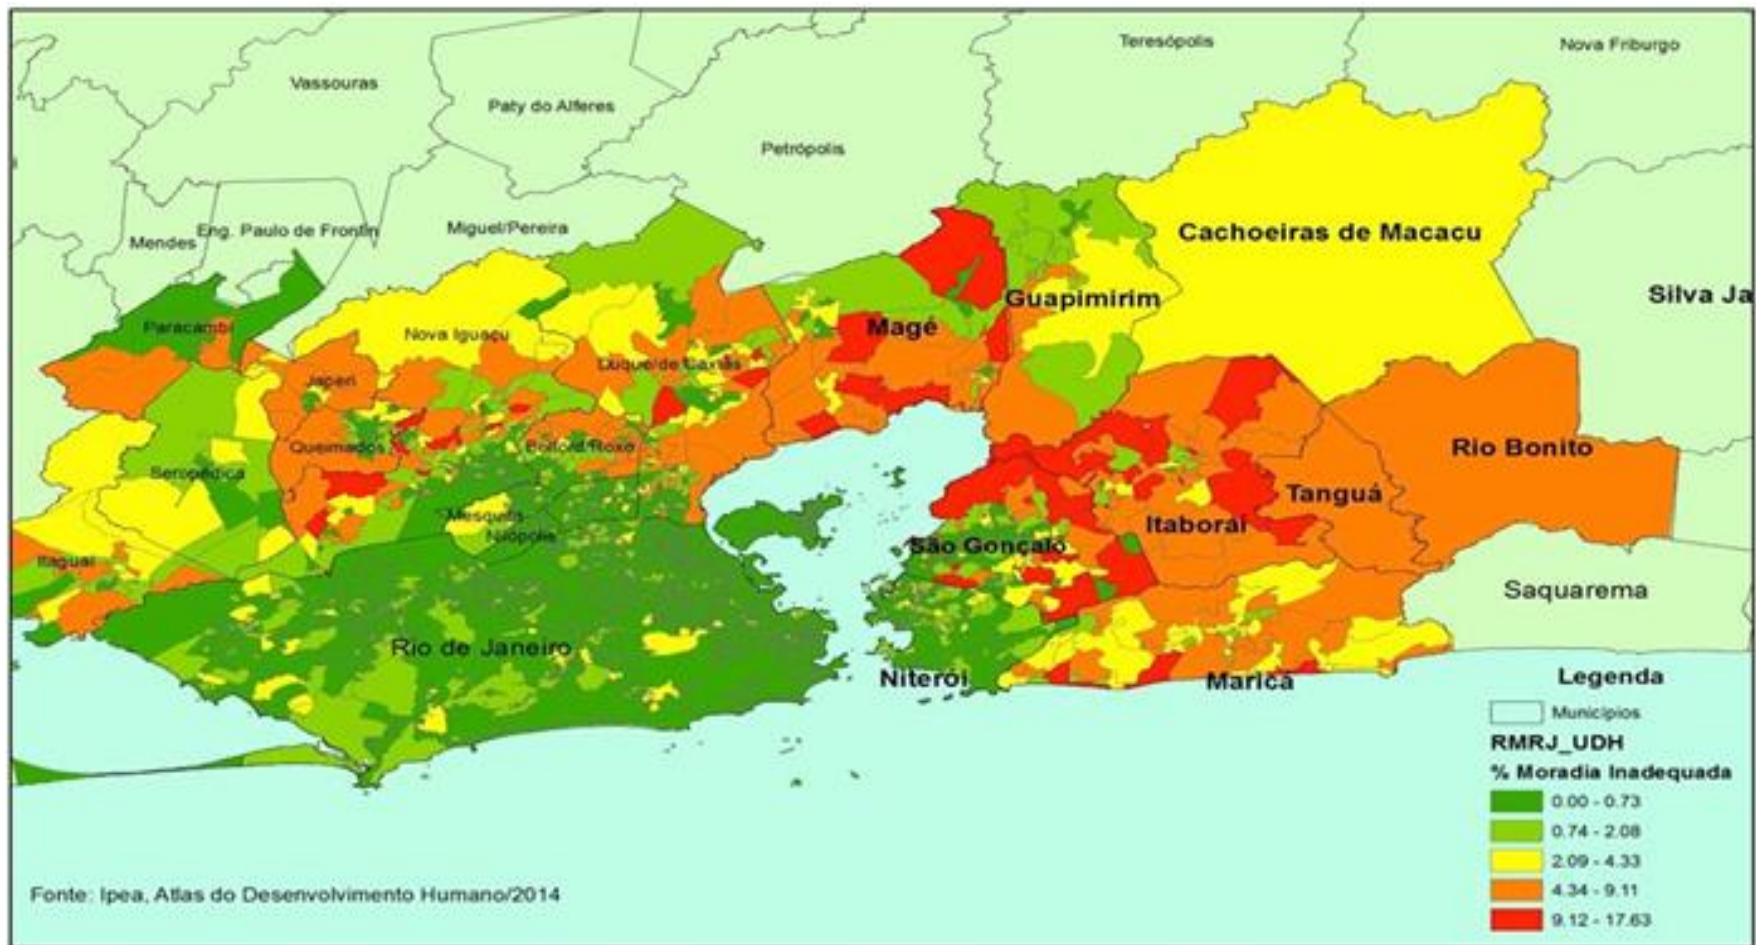 Teresópolis
Nova Friburgo
Vassouras
Paty do Alferes
Petrópolis
Cachoeiras de Macacu
Eng. Paulo de Frontin
Miguel/Pereira
Mendes
Silva Ja
Guapimirim
Paracambi
Nova Iguaçu
Magé
Duque/de Caxias
Japeri
Queimados
Belford/Roxo
Rio Bonito
Seropédica
Tanguá
Mesquita
Itaboraí
Nilópolis
São Gonçalo
Itaguaí
Saquarema
Rio de Janeiro
Niterói
Maricá
Legenda
Municípios
RMRJ_UDH
% Moradia Inadequada
0.00 - 0.73
0.74 - 2.08
2.09 - 4.33
4.34 - 9.11
9.12 - 17.63
Fonte: Ipea, Atlas do Desenvolvimento Humano/2014